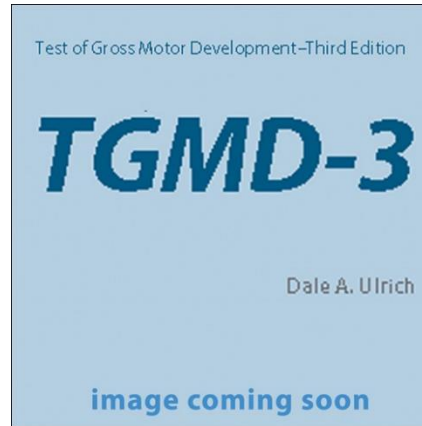 Test of Gross Motor Development–Third Edition
TGMD-3
Dale A. Ulrich
image coming soon